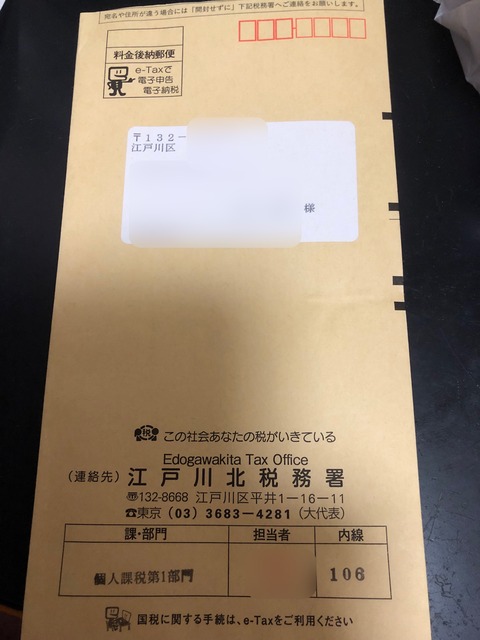 宛名や住所が違う場合には「開封せずに」下記税務署へご連絡をお願いします。
料金後納郵便
e-Taxで
電子申告
電子納税
〒132-
江戸川区
様
税
この社会あなたの税がいきている
Edogawakita Tax Office
(連絡先) 江戸川北税務署
〠132-8668 江戸川区平井1-16-11
☎東京 (03) 3683-4281 (大代表)
課・部門 担当者 内線
個人課税第1部門 106
国税に関する手続は、e-Taxをご利用ください